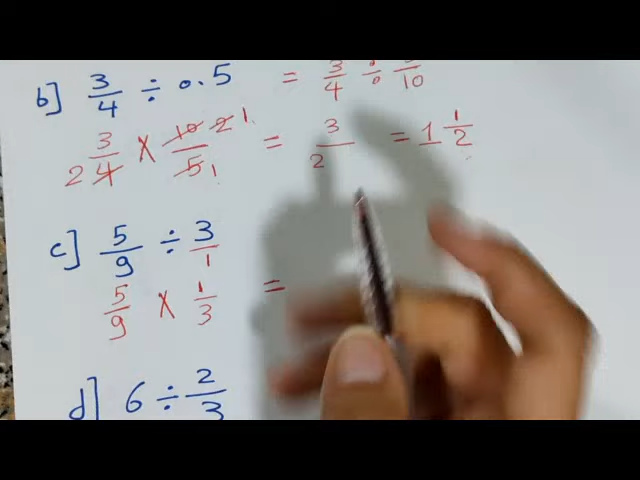 b] 3/4 ÷ 0.5 = 3/4 ÷ 5/10
2 3/4 × 10 2 1/5 1 = 3/2 = 1 1/2
c] 5/9 ÷ 3/1
5/9 × 1/3 =
d] 6 ÷ 2/3